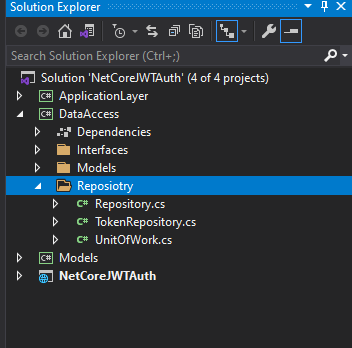 Solution Explorer
Search Solution Explorer (Ctrl+;)
Solution 'NetCoreJWTAuth' (4 of 4 projects)
C# ApplicationLayer
C# DataAccess
Dependencies
Interfaces
Models
Reposiotry
C# Repository.cs
C# TokenRepository.cs
C# UnitOfWork.cs
C# Models
NetCoreJWTAuth